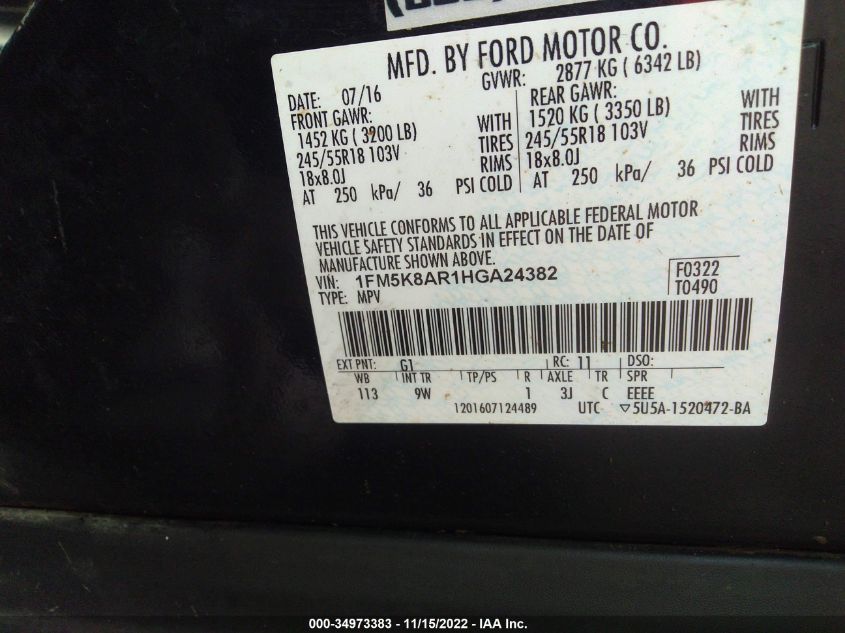 MFD. BY FORD MOTOR CO.
DATE: 07/16 GVWR: 2877 KG ( 6342 LB)
FRONT GAWR: REAR GAWR:
1452 KG ( 3200 LB) WITH 1520 KG ( 3350 LB) WITH
245/55R18 103V TIRES 245/55R18 103V TIRES
18x8.0J RIMS 18x8.0J RIMS
AT 250 kPa/ 36 PSI COLD AT 250 kPa/ 36 PSI COLD
THIS VEHICLE CONFORMS TO ALL APPLICABLE FEDERAL MOTOR
VEHICLE SAFETY STANDARDS IN EFFECT ON THE DATE OF
MANUFACTURE SHOWN ABOVE.
VIN: 1FM5K8AR1HGA24382 F0322
TYPE: MPV T0490
EXT PNT: G1 RC: 11 DSO:
WB INT TR TP/PS R AXLE TR SPR
113 9W 1 3J C EEEE
1201607124489 UTC ▽5U5A-1520472-BA
000-34973383 - 11/15/2022 - IAA Inc.